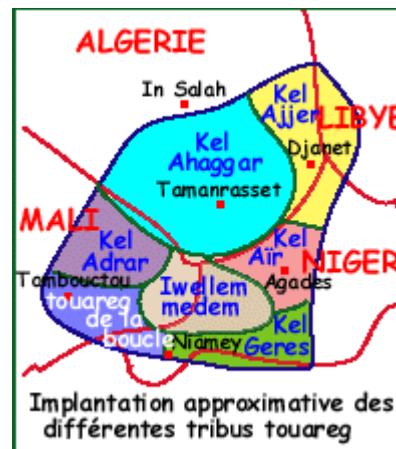 ALGERIE
In Salah
Kel
Ajjer
LIBYE
Kel
Ahaggar
Djanet
Tamanrasset
MALI
Kel
Adrar
Kel
Aïr
NIGER
Tombouctou
Iwellem
medem
Agades
touareg
de la
boucle
Niamey
Kel
Geres
Implantation approximative des
différentes tribus touareg